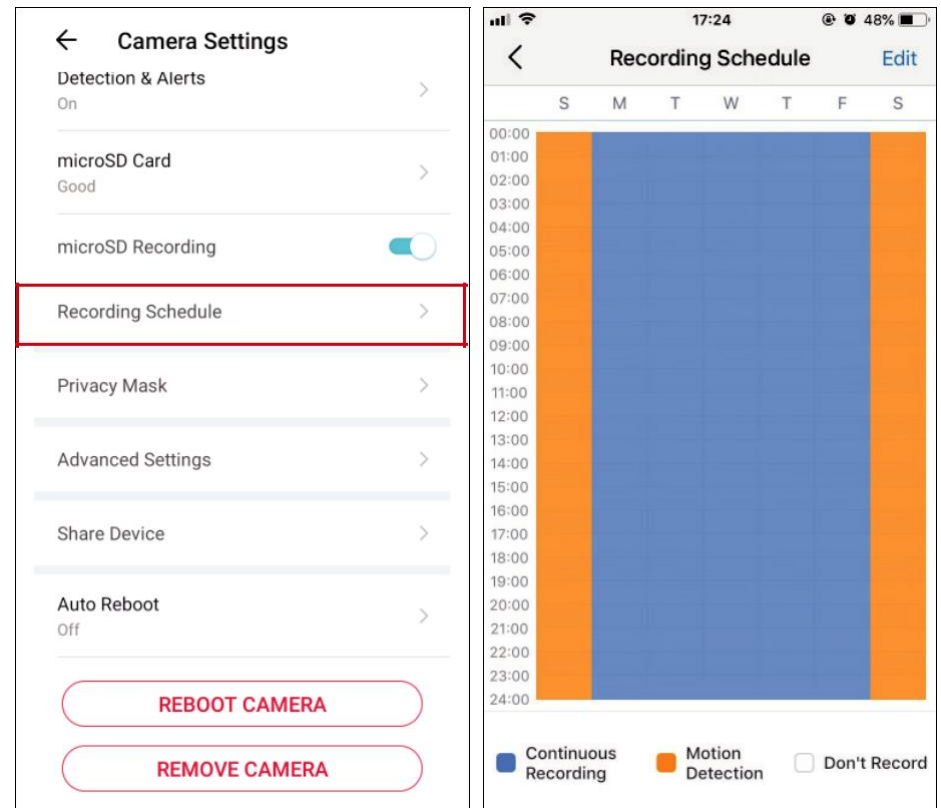 Camera Settings
Detection & Alerts
On
microSD Card
Good
microSD Recording
Recording Schedule
Privacy Mask
Advanced Settings
Share Device
Auto Reboot
Off
REBOOT CAMERA
REMOVE CAMERA
17:24
48%
Recording Schedule
Edit
S M T W T F S
00:00
01:00
02:00
03:00
04:00
05:00
06:00
07:00
08:00
09:00
10:00
11:00
12:00
13:00
14:00
15:00
16:00
17:00
18:00
19:00
20:00
21:00
22:00
23:00
24:00
Continuous
Recording
Motion
Detection
Don't Record